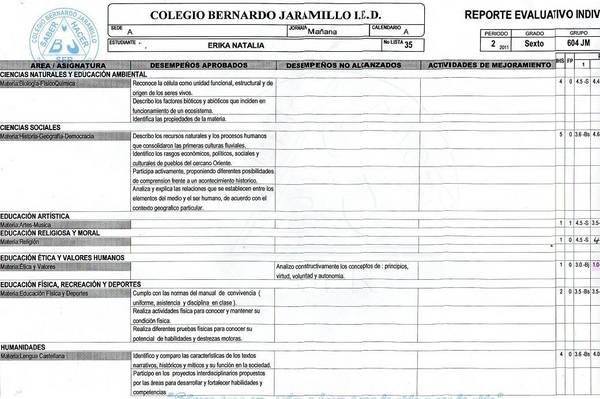 COLEGIO BERNARDO JARAMILLO I.E.D.
REPORTE EVALUATIVO INDIV
COLEGIO BERNARDO JARAMILLO
SABER HACER
BJ
SER
SEDE
A
JORNADA
Mañana
CALENDARIO
A
ESTUDIANTE
ERIKA NATALIA
No LISTA 35
PERIODO GRADO GRUPO
2 2011 Sexto 604 JM
AREA / ASIGNATURA DESEMPEÑOS APROBADOS DESEMPEÑOS NO ALCANZADOS ACTIVIDADES DE MEJORAMIENTO IHS FP 1
CIENCIAS NATURALES Y EDUCACIÓN AMBIENTAL
Materia:Biología-FísicoQuímica Reconoce la célula como unidad funcional, estructural y de 4 0 4.5 -S 4.4
origen de los seres vivos.
Describo los factores bióticos y abióticos que inciden en
funcionamiento de un ecosistema.
Identifico las propiedades de la materia.
CIENCIAS SOCIALES
Materia:Historia-Geografía-Democracia Describo los recursos naturales y los procesos humanos 5 0 3.6 -Bs 4.6
que consolidaron las primeras culturas fluviales.
Identifico los rasgos económicos, políticos, sociales y
culturales de pueblos del cercano Oriente.
Participa activamente, proponiendo diferentes posibilidades
de comprensión frente a un acontecimiento historico.
Analiza y explica las relaciones que se establecen entre los
elementos del medio y el ser humano, de acuerdo con el
contexto geografico particular.
EDUCACIÓN ARTÍSTICA
Materia:Artes-Musica 1 1 4.5 -S 3.5
EDUCACIÓN RELIGIOSA Y MORAL
Materia:Religión 1 0 4.5 -S
EDUCACIÓN ÉTICA Y VALORES HUMANOS
Materia:Ética y Valores Analizo constructivamente los conceptos de : principios, 1 0 3.0 -Bj 1.0
virtud, voluntad y autonomía.
EDUCACIÓN FÍSICA, RECREACIÓN Y DEPORTES
Materia:Educación Física y Deportes Cumplo con las normas del manual de convivencia ( 2 0 3.5 -Bs 3.5
uniforme, asistencia y disciplina en clase ).
Realiza actividades física para conocer y mantener su
condición física.
Realiza diferentes pruebas físicas para conocer su
potencial de habilidades y destrezas motoras.
HUMANIDADES
Materia:Lengua Castellana Identifico y comparo las características de los textos 4 0 3.6 -Bs 4.0
narrativos, históricos y míticos y su función en la sociedad.
Participo en los proyectos interdisciplinarios propuestos
por las áreas para desarrollar y fortalecer habilidades y
competencias